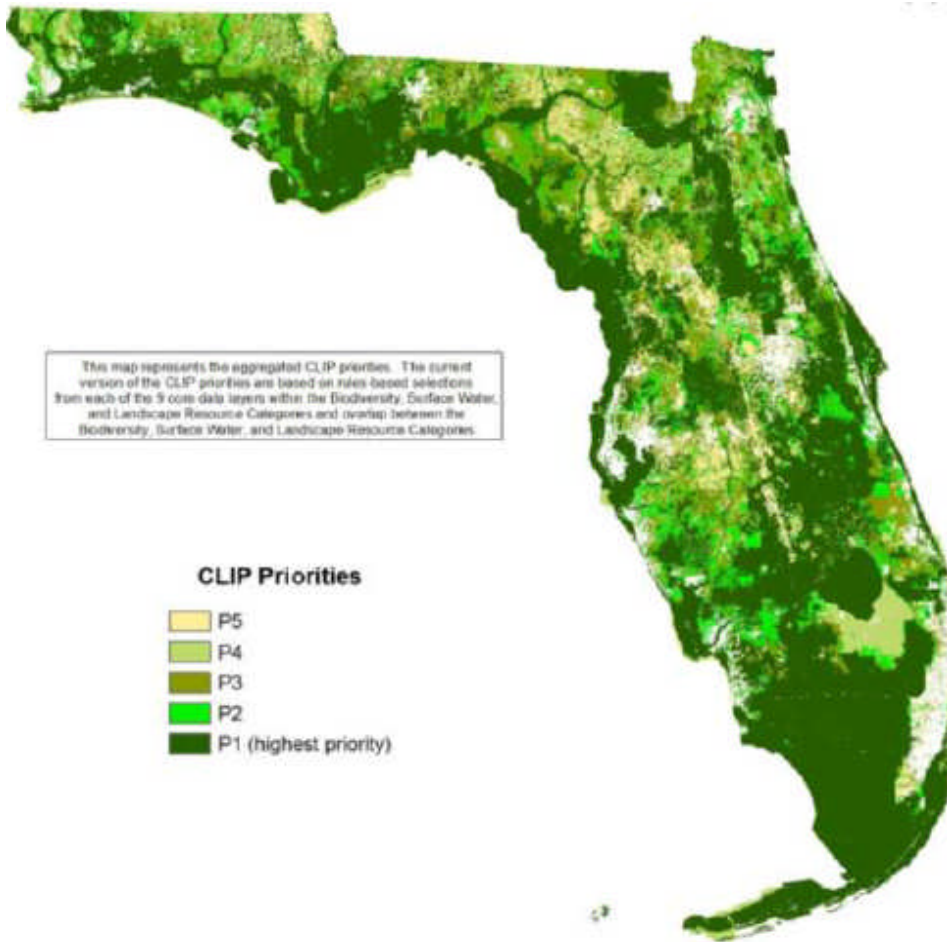 This map represents the aggregated CLIP priorities. The current
version of the CLIP priorities are based on rules-based selections
from each of the 9 core data layers within the Biodiversity, Surface Water,
and Landscape Resource Categories and overlap between the
Biodiversity, Surface Water, and Landscape Resource Categories
CLIP Priorities
P5
P4
P3
P2
P1 (highest priority)